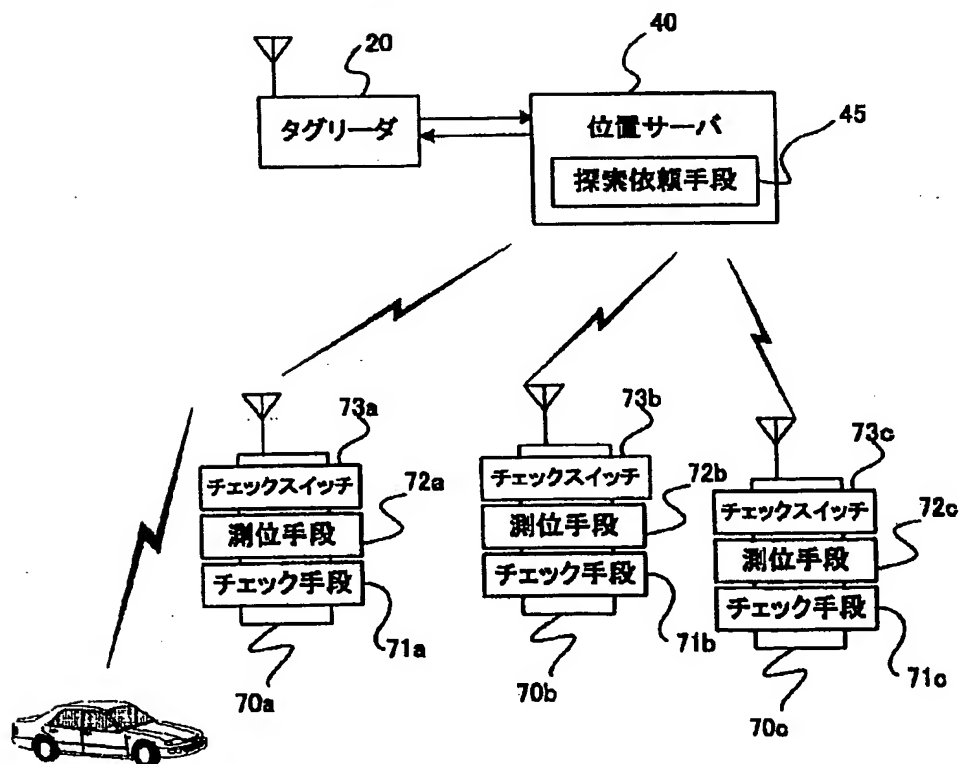 20
40
45
タグリーダ
位置サーバ
探索依頼手段
73a
73b
73c
チェックスイッチ
72a
チェックスイッチ
72b
チェックスイッチ
72c
測位手段
測位手段
測位手段
チェック手段
チェック手段
チェック手段
71a
71b
71c
70a
70b
70c